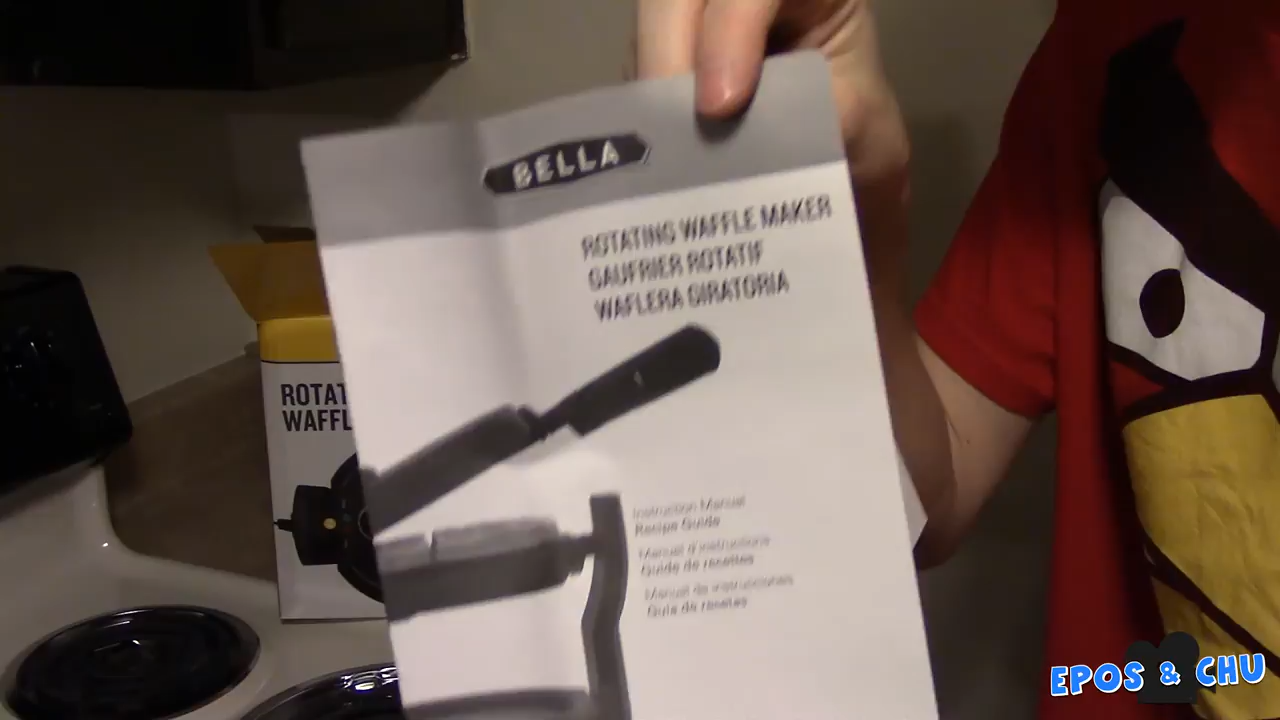 BELLA
ROTATING WAFFLE MAKER
GAUFRIER ROTATIF
WAFLERA GIRATORIA
Instruction Manual
Recipe Guide
Manuel d'instructions
Guide de recettes
Manual de instrucciones
Guía de recetas
ROTAT
WAFFL
EPOS & CHU